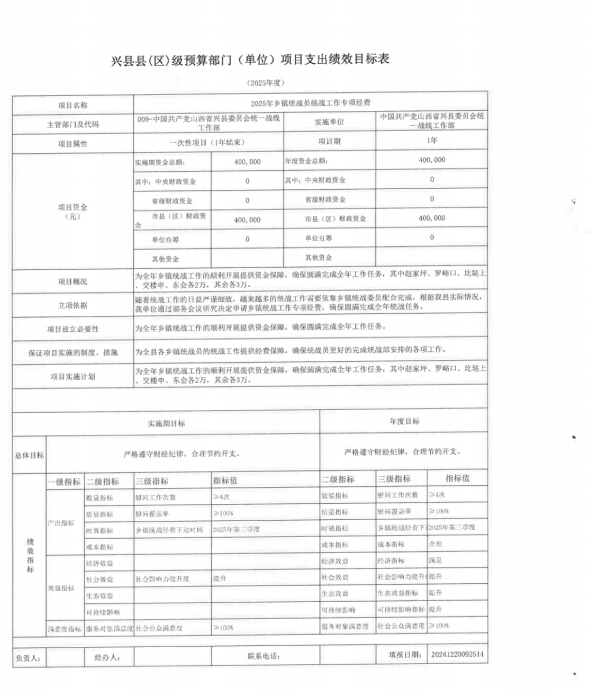 兴县县(区)级预算部门（单位）项目支出绩效目标表
（2025年度）
项目名称 2025年乡镇统战员统战工作专项经费
主管部门及代码 009-中国共产党山西省兴县委员会统一战线工作部 实施单位 中国共产党山西省兴县委员会统一战线工作部
项目属性 一次性项目（1年结束） 项目期 1年
项目资金（元） 实施期资金总额: 400,000 年度资金总额: 400,000
其中: 中央财政资金 0 其中: 中央财政资金 0
省级财政资金 0 省级财政资金 0
市县（区）财政资金 400,000 市县（区）财政资金 400,000
单位自筹 0 单位自筹 0
其他资金 其他资金
项目概况 为全年乡镇统战工作的顺利开展提供资金保障，确保圆满完成全年工作任务，其中赵家坪、罗峪口、圪垯上、交楼申、东会各2万，其余各3万。
立项依据 随着统战工作的日益严谨细致，越来越多的统战工作需要依靠乡镇统战委员配合完成，根据我县实际情况，我单位通过部务会议研究决定申请乡镇统战工作专项经费，确保圆满完成全年统战任务。
项目设立必要性 为全年乡镇统战工作的顺利开展提供资金保障，确保圆满完成全年工作任务。
保证项目实施的制度、措施 为全县各乡镇统战员的统战工作提供经费保障，确保统战员更好的完成统战部安排的各项工作。
项目实施计划 为全年乡镇统战工作的顺利开展提供资金保障，确保圆满完成全年工作任务，其中赵家坪、罗峪口、圪垯上、交楼申、东会各2万，其余各3万。
实施期目标 年度目标
总体目标 严格遵守财经纪律，合理节约开支。 严格遵守财经纪律，合理节约开支。
绩效指标 一级指标 二级指标 三级指标 指标值 二级指标 三级指标 指标值
产出指标 数量指标 慰问工作次数 ≥4次 数量指标 慰问工作次数 ≥4次
质量指标 慰问覆盖率 ≥100% 质量指标 慰问覆盖率 ≥100%
时效指标 乡镇统战经费下达时间 2025年第三季度 时效指标 乡镇统战经费下 2025年第三季度
成本指标 成本指标 成本指标 合理
效益指标 经济效益 经济效益 经济指标 满足
社会效益 社会影响力提升度 提升 社会效益 社会影响力提升 提升
生态效益 生态效益 生态效益指标 提升
可持续影响 可持续影响 可持续影响指标 提升
满意度指标 服务对象满意度 社会公众满意度 ≥100% 服务对象满意度 社会公众满意度 ≥100%
负责人: 经办人: 联系电话: 填报日期: 20241220092514